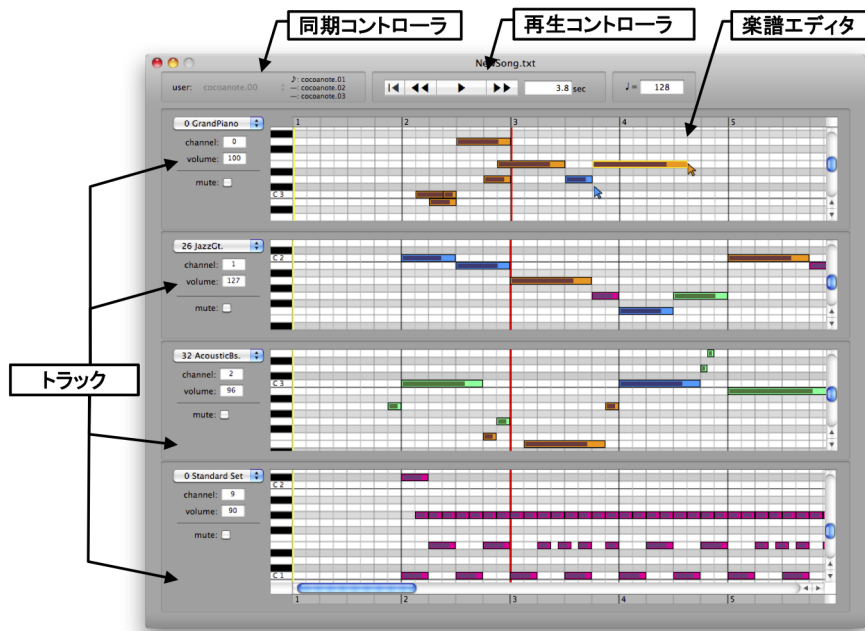 同期コントローラ
再生コントローラ
楽譜エディタ
NewSong.txt
user: cocoanote.00
♪: cocoanote.01
—: cocoanote.02
—: cocoanote.03
3.8 sec
♩= 128
トラック
0 GrandPiano
channel: 0
volume: 100
mute:
1 2 3 4 5
C 3
26 JazzGt.
channel: 1
volume: 127
mute:
C 2
32 AcousticBs.
channel: 2
volume: 96
mute:
C 3
0 Standard Set
channel: 9
volume: 90
mute:
C 2
C 1
1 2 3 4 5